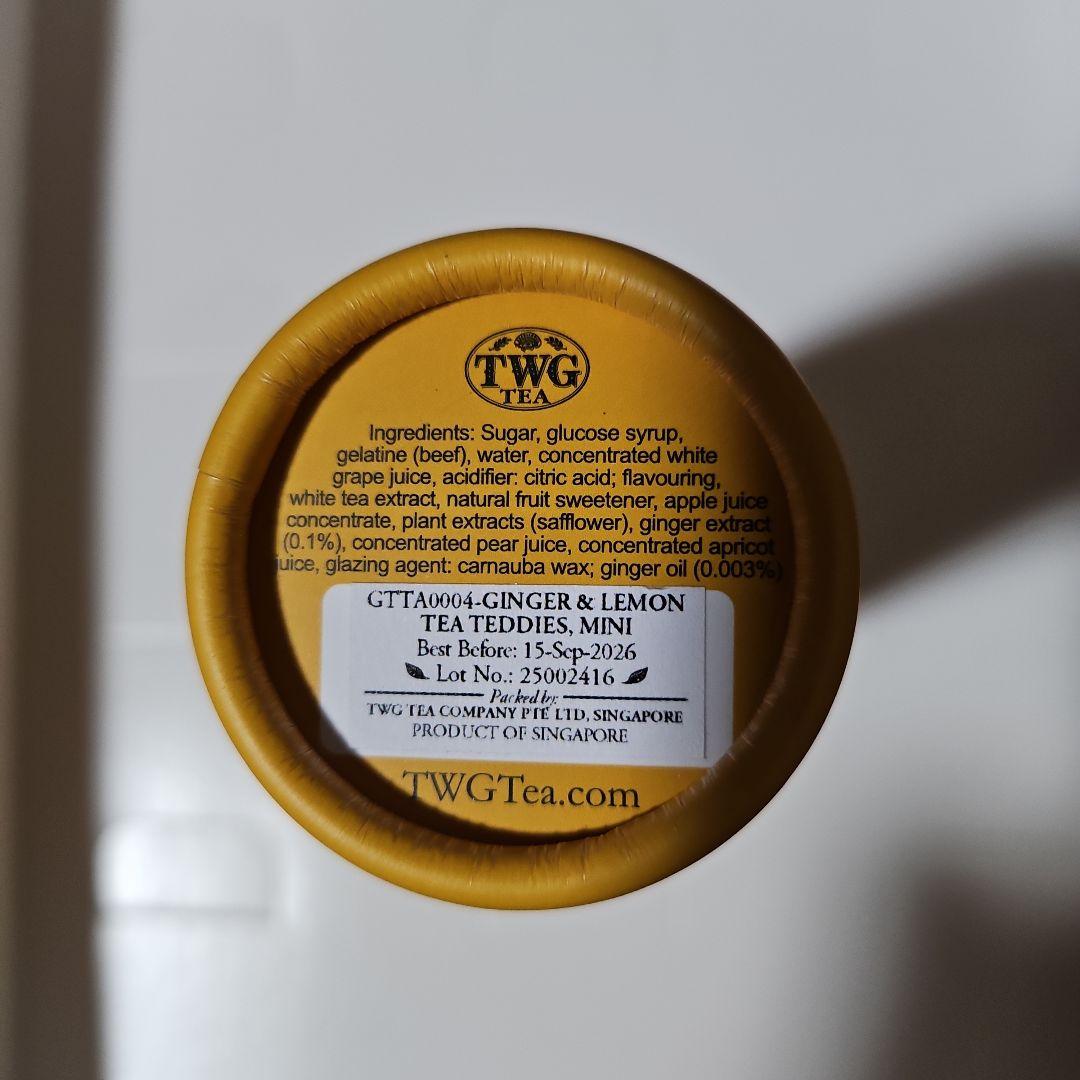 TWG
TEA
Ingredients: Sugar, glucose syrup,
gelatine (beef), water, concentrated white
grape juice, acidifier: citric acid; flavouring,
white tea extract, natural fruit sweetener, apple juice
concentrate, plant extracts (safflower), ginger extract
(0.1%), concentrated pear juice, concentrated apricot
juice, glazing agent: carnauba wax; ginger oil (0.003%)
GTTA0004-GINGER & LEMON
TEA TEDDIES, MINI
Best Before: 15-Sep-2026
Lot No.: 25002416
Packed by:
TWG TEA COMPANY PTE LTD, SINGAPORE
PRODUCT OF SINGAPORE
TWGTea.com